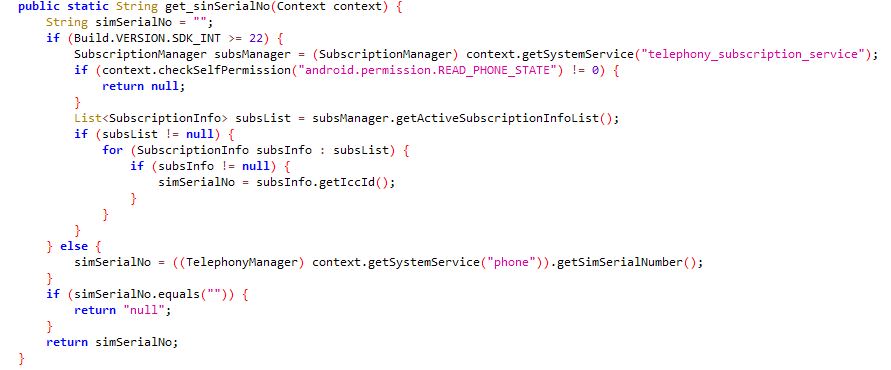 public static String get_sinSerialNo(Context context) {
    String simSerialNo = "";
    if (Build.VERSION.SDK_INT >= 22) {
        SubscriptionManager subsManager = (SubscriptionManager) context.getSystemService("telephony_subscription_service");
        if (context.checkSelfPermission("android.permission.READ_PHONE_STATE") != 0) {
            return null;
        }
        List<SubscriptionInfo> subsList = subsManager.getActiveSubscriptionInfoList();
        if (subsList != null) {
            for (SubscriptionInfo subsInfo : subsList) {
                if (subsInfo != null) {
                    simSerialNo = subsInfo.getIccId();
                }
            }
        }
    } else {
        simSerialNo = ((TelephonyManager) context.getSystemService("phone")).getSimSerialNumber();
    }
    if (simSerialNo.equals("")) {
        return "null";
    }
    return simSerialNo;
}